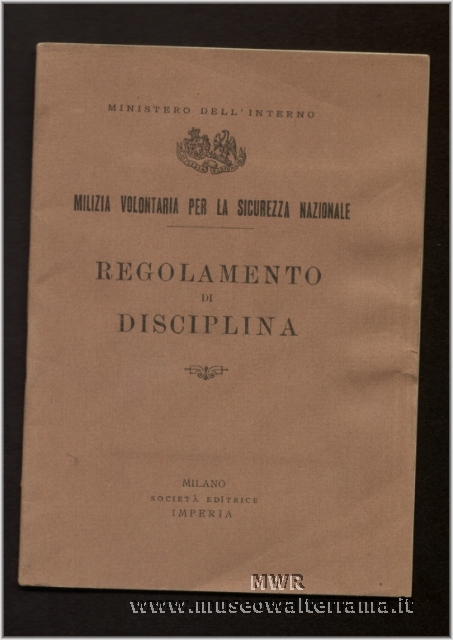 MINISTERO DELL'INTERNO
MILIZIA VOLONTARIA PER LA SICUREZZA NAZIONALE
REGOLAMENTO
DI
DISCIPLINA
MILANO
SOCIETÀ EDITRICE
IMPERIA
MWR
www.museowalterrama.it